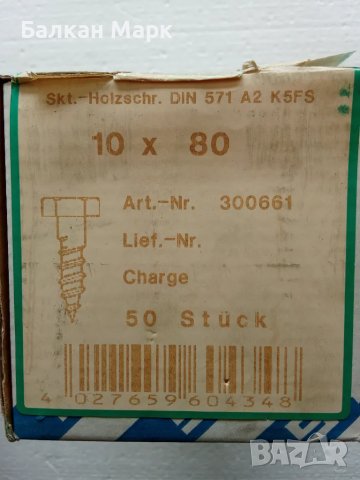 Балкан Марк
Skt.-Holzschr. DIN 571 A2 K5FS
10 x 80
Art.-Nr. 300661
Lief.-Nr.
Charge
50 Stück
4 027659 604348
BAZAR